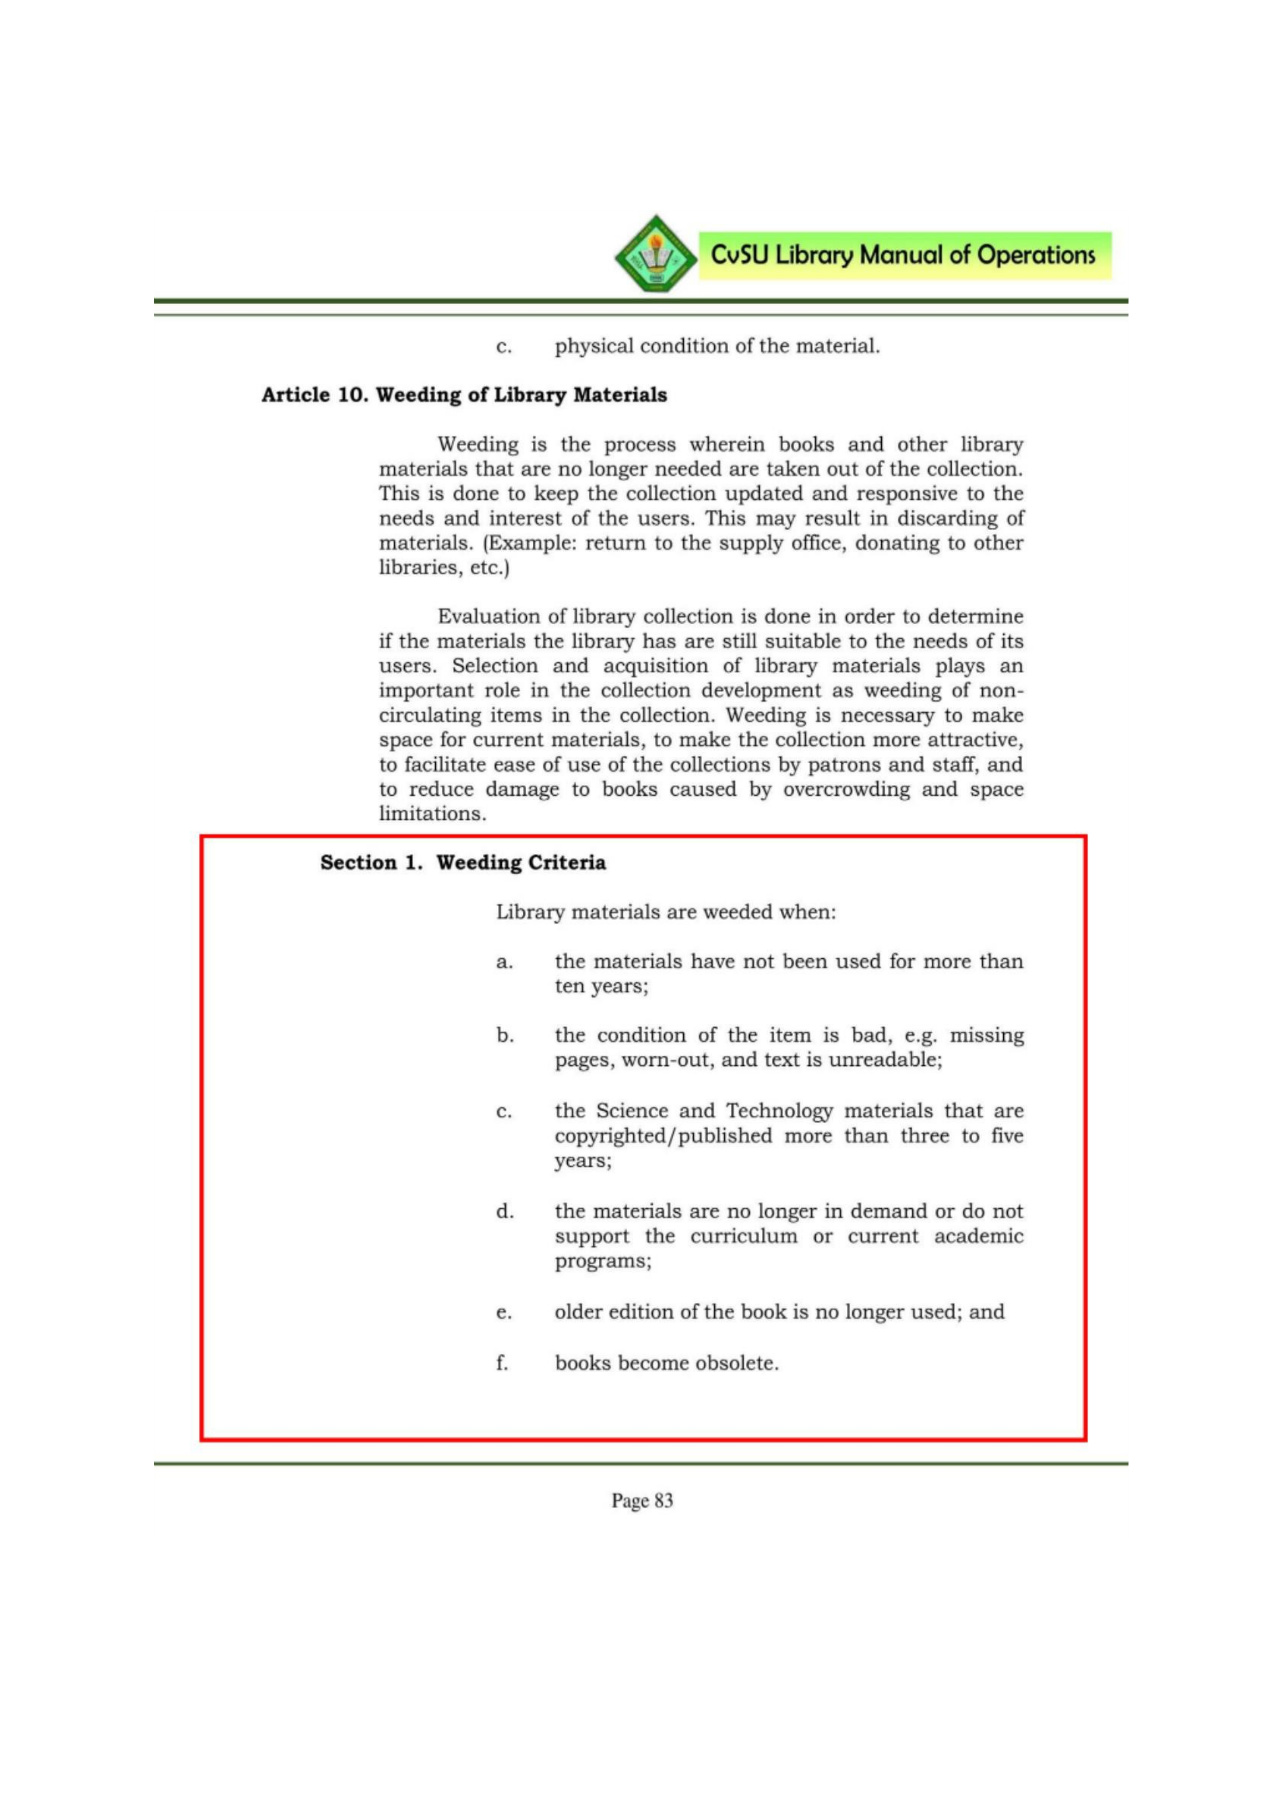 CvSU Library Manual of Operations
c. physical condition of the material.
Article 10. Weeding of Library Materials
Weeding is the process wherein books and other library
materials that are no longer needed are taken out of the collection.
This is done to keep the collection updated and responsive to the
needs and interest of the users. This may result in discarding of
materials. (Example: return to the supply office, donating to other
libraries, etc.)
Evaluation of library collection is done in order to determine
if the materials the library has are still suitable to the needs of its
users. Selection and acquisition of library materials plays an
important role in the collection development as weeding of non-
circulating items in the collection. Weeding is necessary to make
space for current materials, to make the collection more attractive,
to facilitate ease of use of the collections by patrons and staff, and
to reduce damage to books caused by overcrowding and space
limitations.
Section 1. Weeding Criteria
Library materials are weeded when:
a. the materials have not been used for more than
ten years;
b. the condition of the item is bad, e.g. missing
pages, worn-out, and text is unreadable;
c. the Science and Technology materials that are
copyrighted/published more than three to five
years;
d. the materials are no longer in demand or do not
support the curriculum or current academic
programs;
e. older edition of the book is no longer used; and
f. books become obsolete.
Page 83